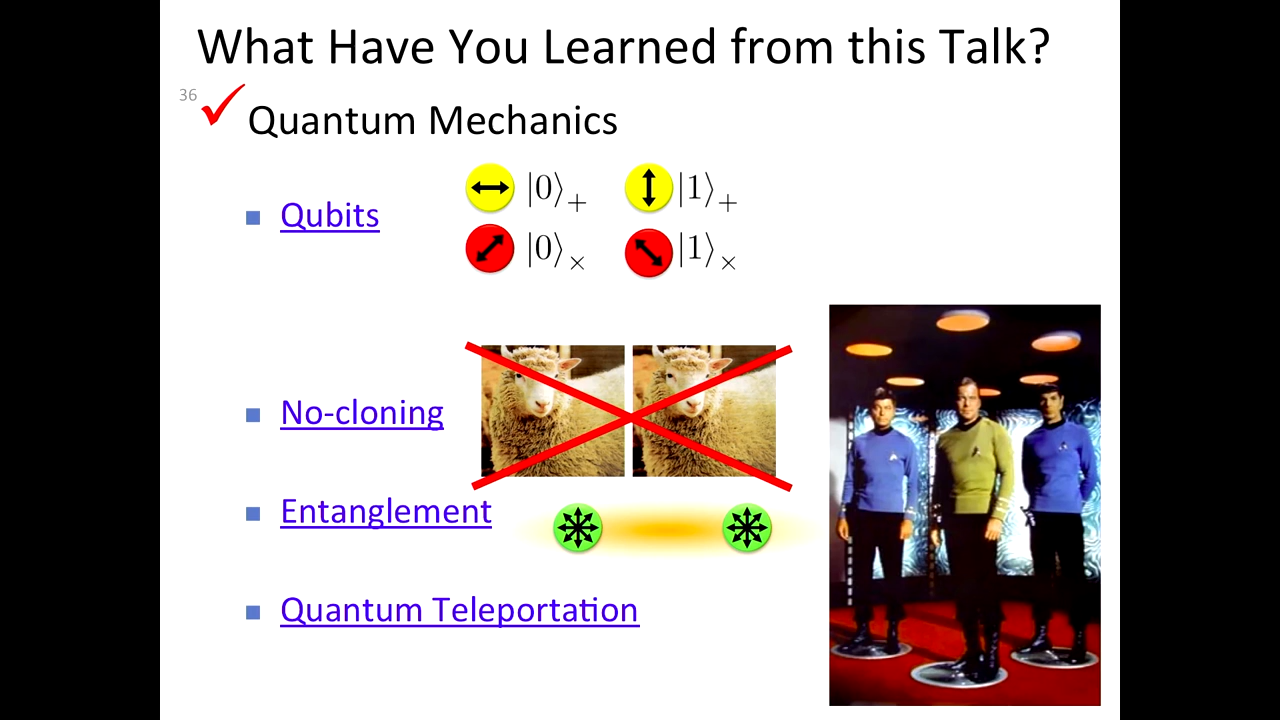 What Have You Learned from this Talk?
36
Quantum Mechanics
Qubits
|0⟩₊ |1⟩₊
|0⟩ₓ |1⟩ₓ
No-cloning
Entanglement
Quantum Teleportation